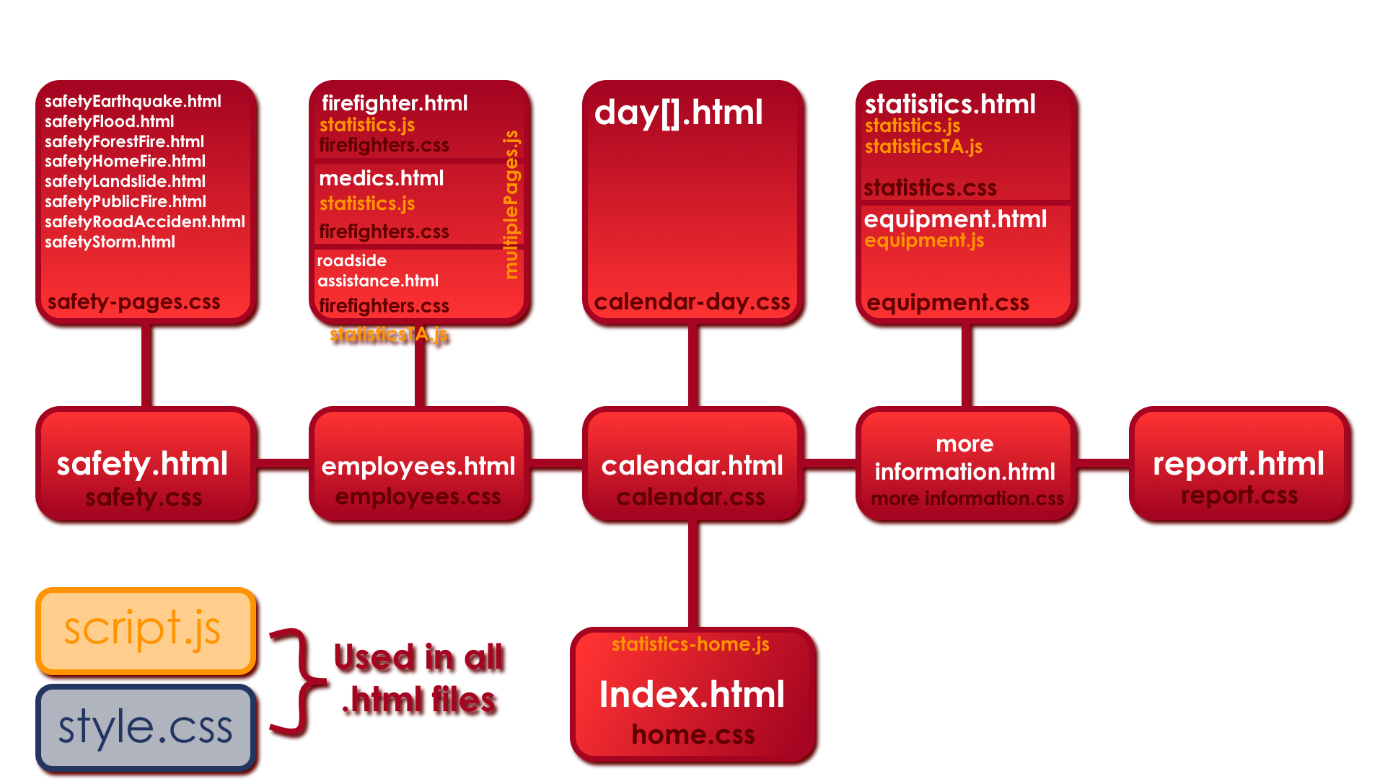 safetyEarthquake.html
safetyFlood.html
safetyForestFire.html
safetyHomeFire.html
safetyLandslide.html
safetyPublicFire.html
safetyRoadAccident.html
safetyStorm.html
safety-pages.css
firefighter.html
statistics.js
firefighters.css
medics.html
statistics.js
firefighters.css
roadside
assistance.html
firefighters.css
multiplePages.js
statisticsTA.js
day[].html
calendar-day.css
statistics.html
statistics.js
statisticsTA.js
statistics.css
equipment.html
equipment.js
equipment.css
safety.html
safety.css
employees.html
employees.css
calendar.html
calendar.css
more
information.html
more information.css
report.html
report.css
script.js
style.css
Used in all
.html files
statistics-home.js
Index.html
home.css